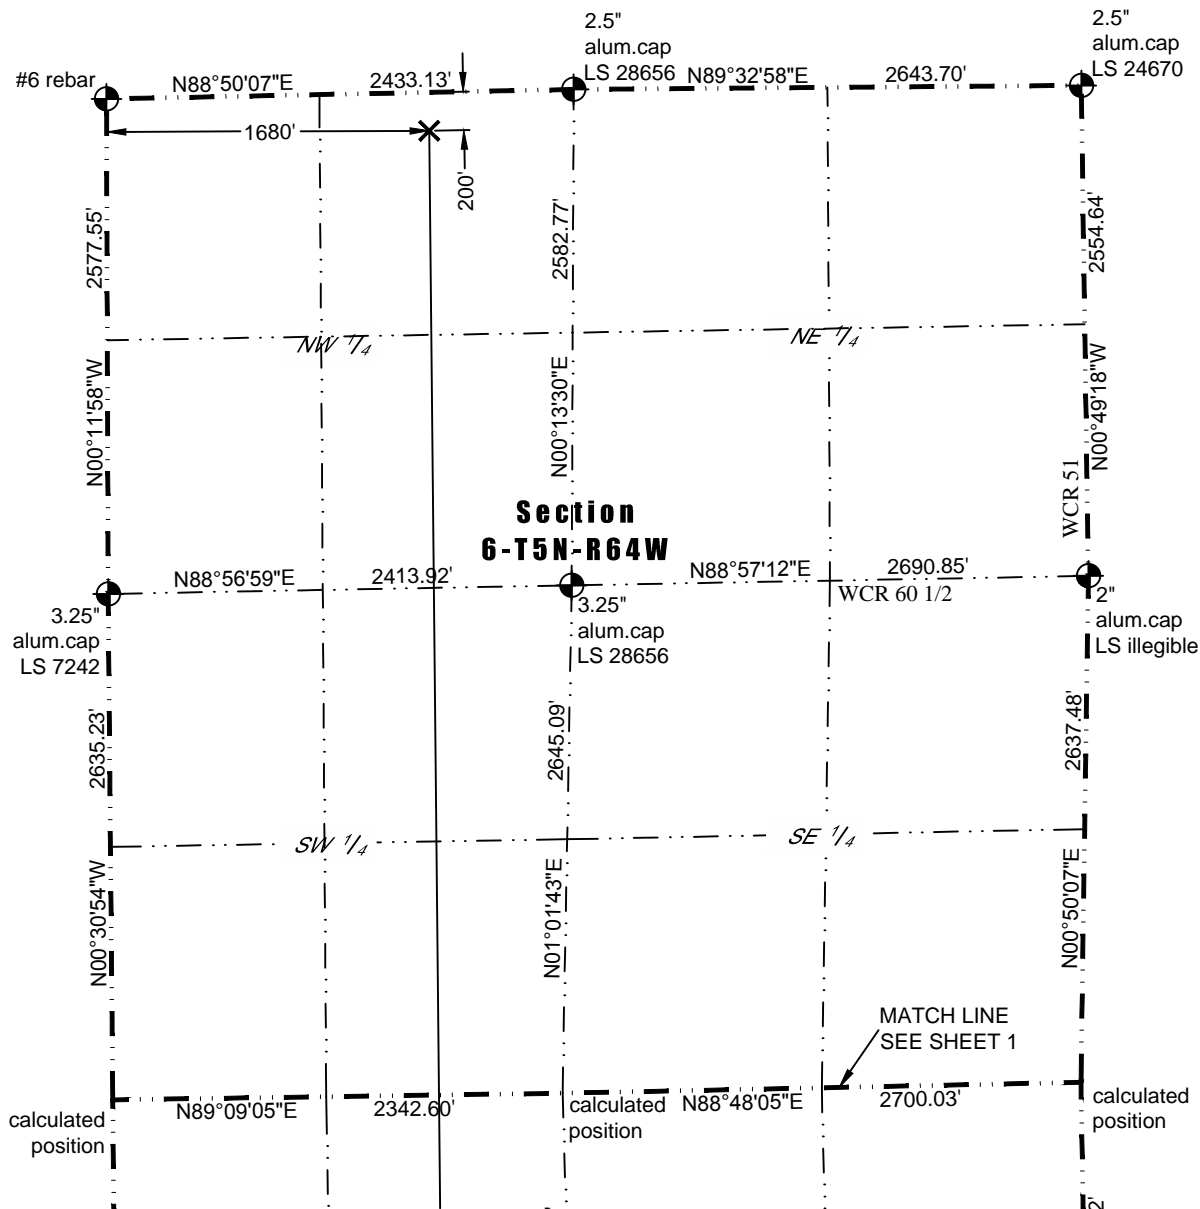 2.5"
alum.cap
LS 28656
2.5"
alum.cap
LS 24670
#6 rebar
N88°50'07"E
2433.13'
N89°32'58"E
2643.70'
1680'
200'
2577.55'
2582.77'
2554.64'
NW 1/4
NE 1/4
N00°11'58"W
N00°13'30"E
N00°49'18"W
WCR 51
Section
6-T5N-R64W
N88°56'59"E
2413.92'
N88°57'12"E
2690.85'
WCR 60 1/2
3.25"
alum.cap
LS 7242
3.25"
alum.cap
LS 28656
2"
alum.cap
LS illegible
2635.23'
2645.09'
2637.48'
SW 1/4
SE 1/4
N00°30'54"W
N01°01'43"E
N00°50'07"E
MATCH LINE
SEE SHEET 1
N89°09'05"E
2342.60'
N88°48'05"E
2700.03'
calculated
position
calculated
position
calculated
position